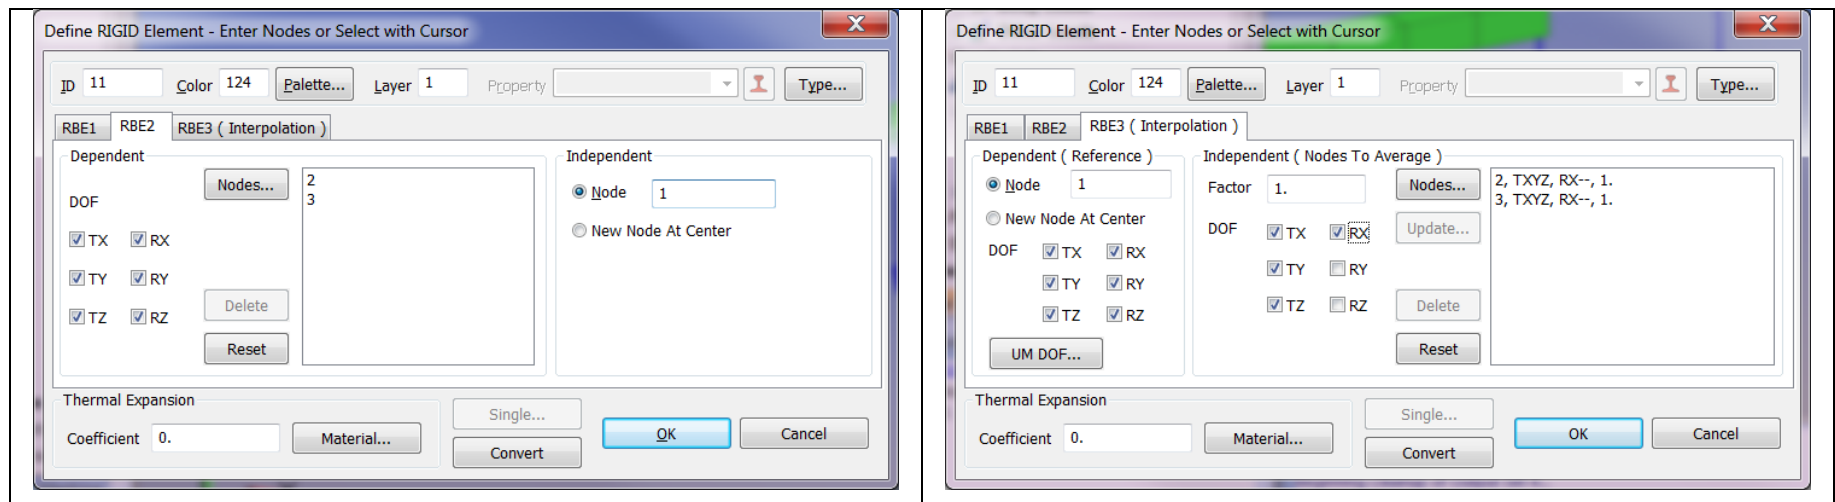 Define RIGID Element - Enter Nodes or Select with Cursor
ID 11 Color 124 Palette... Layer 1 Property Type...
RBE1 RBE2 RBE3 ( Interpolation )
Dependent
DOF
TX RX
TY RY
TZ RZ
Nodes...
Delete
Reset
2
3
Independent
Node 1
New Node At Center
Thermal Expansion
Coefficient 0. Material...
Single...
Convert
OK Cancel
Define RIGID Element - Enter Nodes or Select with Cursor
ID 11 Color 124 Palette... Layer 1 Property Type...
RBE1 RBE2 RBE3 ( Interpolation )
Dependent ( Reference )
Node 1
New Node At Center
DOF TX RX
TY RY
TZ RZ
UM DOF...
Independent ( Nodes To Average )
Factor 1.
DOF TX RX
TY RY
TZ RZ
Nodes...
Update...
Delete
Reset
2, TXYZ, RX--, 1.
3, TXYZ, RX--, 1.
Thermal Expansion
Coefficient 0. Material...
Single...
Convert
OK Cancel